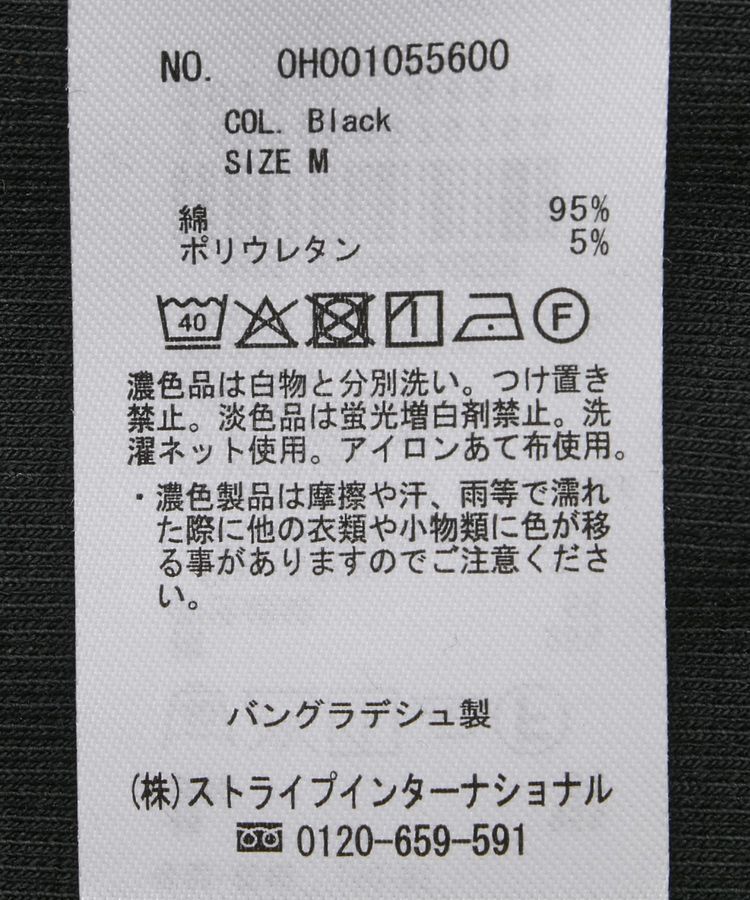 NO. 0H001055600
COL. Black
SIZE M
綿 95%
ポリウレタン 5%
40 1 F
濃色品は白物と分別洗い。つけ置き
禁止。淡色品は蛍光増白剤禁止。洗
濯ネット使用。アイロンあて布使用。
・濃色製品は摩擦や汗、雨等で濡れ
た際に他の衣類や小物類に色が移
る事がありますのでご注意くださ
い。
バングラデシュ製
(株)ストライプインターナショナル
0120-659-591